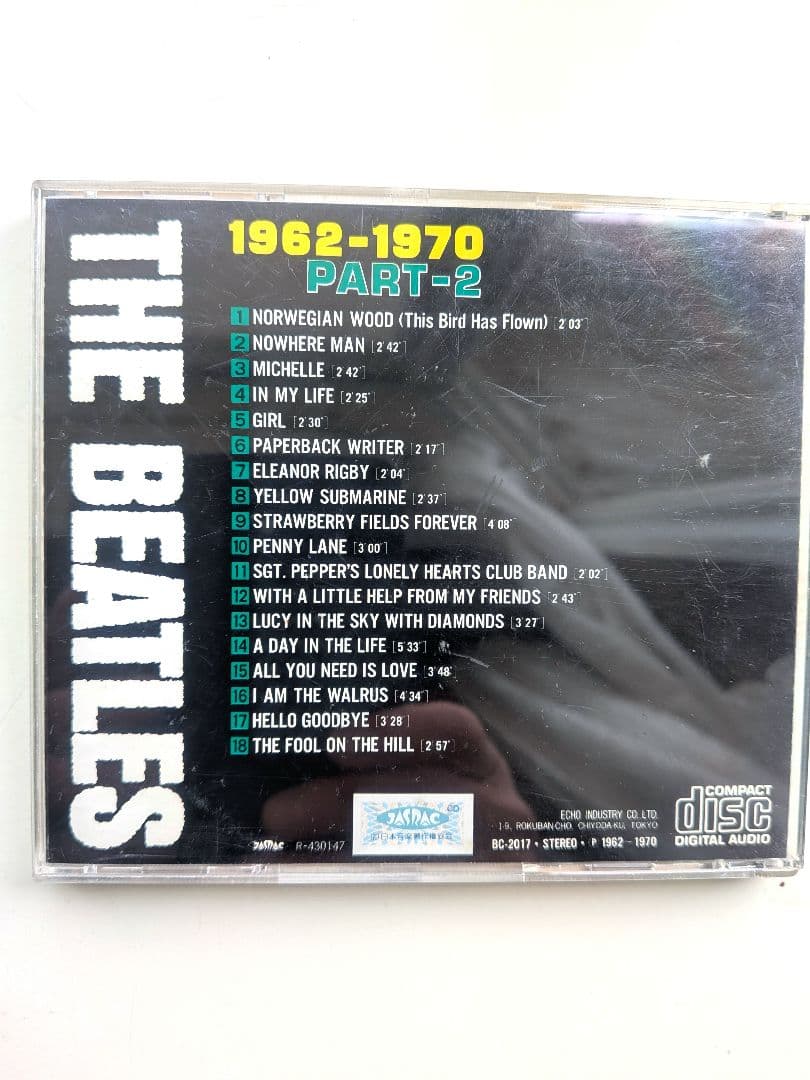 THE BEATLES
1962-1970
PART-2
1 NORWEGIAN WOOD (This Bird Has Flown) [2'03"]
2 NOWHERE MAN [2'42"]
3 MICHELLE [2'42"]
4 IN MY LIFE [2'25"]
5 GIRL [2'30"]
6 PAPERBACK WRITER [2'17"]
7 ELEANOR RIGBY [2'04"]
8 YELLOW SUBMARINE [2'37"]
9 STRAWBERRY FIELDS FOREVER [4'08"]
10 PENNY LANE [3'00"]
11 SGT. PEPPER'S LONELY HEARTS CLUB BAND [2'02"]
12 WITH A LITTLE HELP FROM MY FRIENDS [2'43"]
13 LUCY IN THE SKY WITH DIAMONDS [3'27"]
14 A DAY IN THE LIFE [5'33"]
15 ALL YOU NEED IS LOVE [3'48"]
16 I AM THE WALRUS [4'34"]
17 HELLO GOODBYE [3'28"]
18 THE FOOL ON THE HILL [2'57"]
JASRAC R-430147
CD
JASRAC
ECHO INDUSTRY CO. LTD.
1-9, ROKUBANCHO, CHIYODA-KU, TOKYO
BC-2017 • STEREO • P 1962-1970
COMPACT
disc
DIGITAL AUDIO